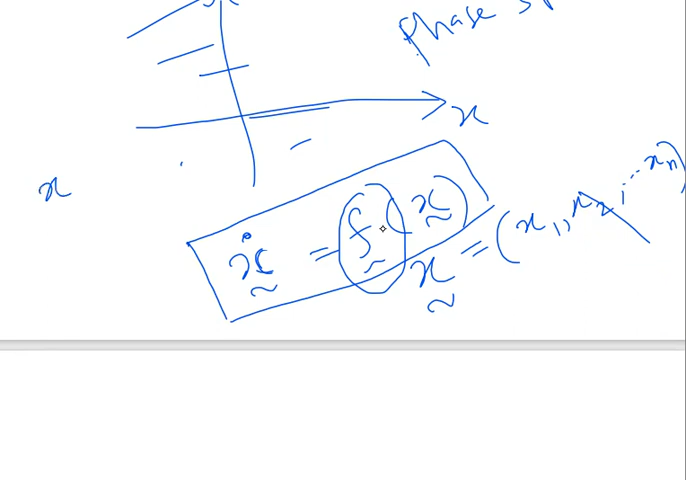 Phase
x
x
ẋ = f(x)
x = (x₁, x₂, ... xₙ)